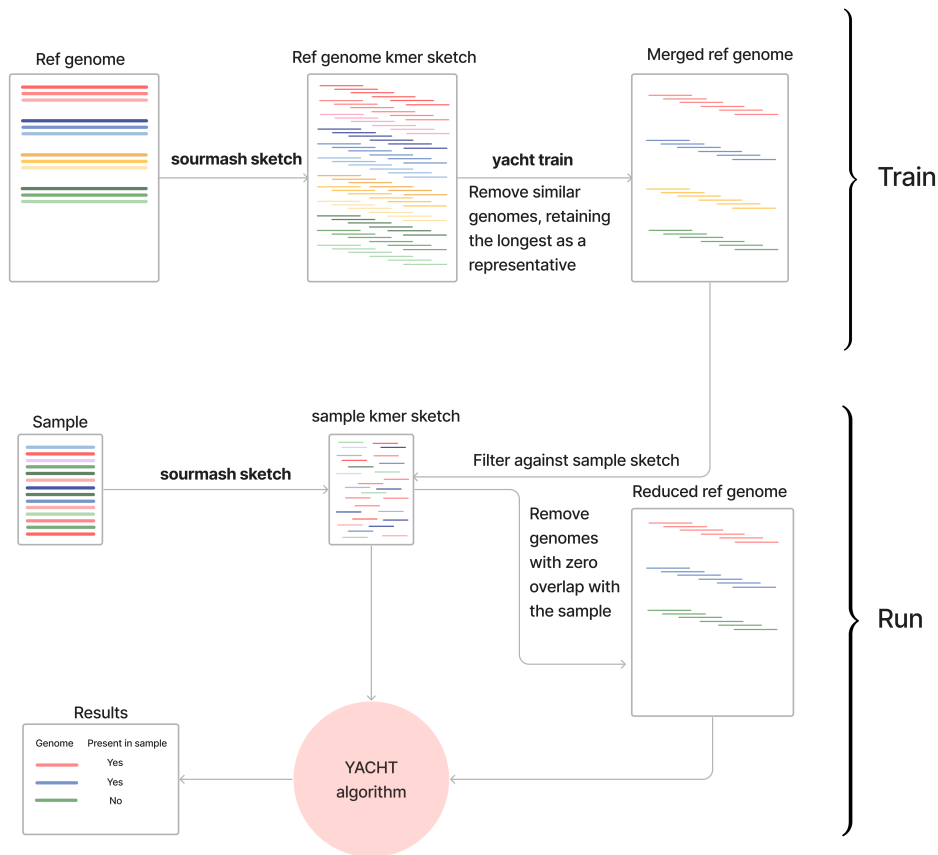 Ref genome
Ref genome kmer sketch
Merged ref genome
sourmash sketch
yacht train
Remove similar
genomes, retaining
the longest as a
representative
Train
Sample
sample kmer sketch
sourmash sketch
Filter against sample sketch
Reduced ref genome
Remove
genomes
with zero
overlap with
the sample
Run
Results
Genome Present in sample
Yes
Yes
No
YACHT
algorithm